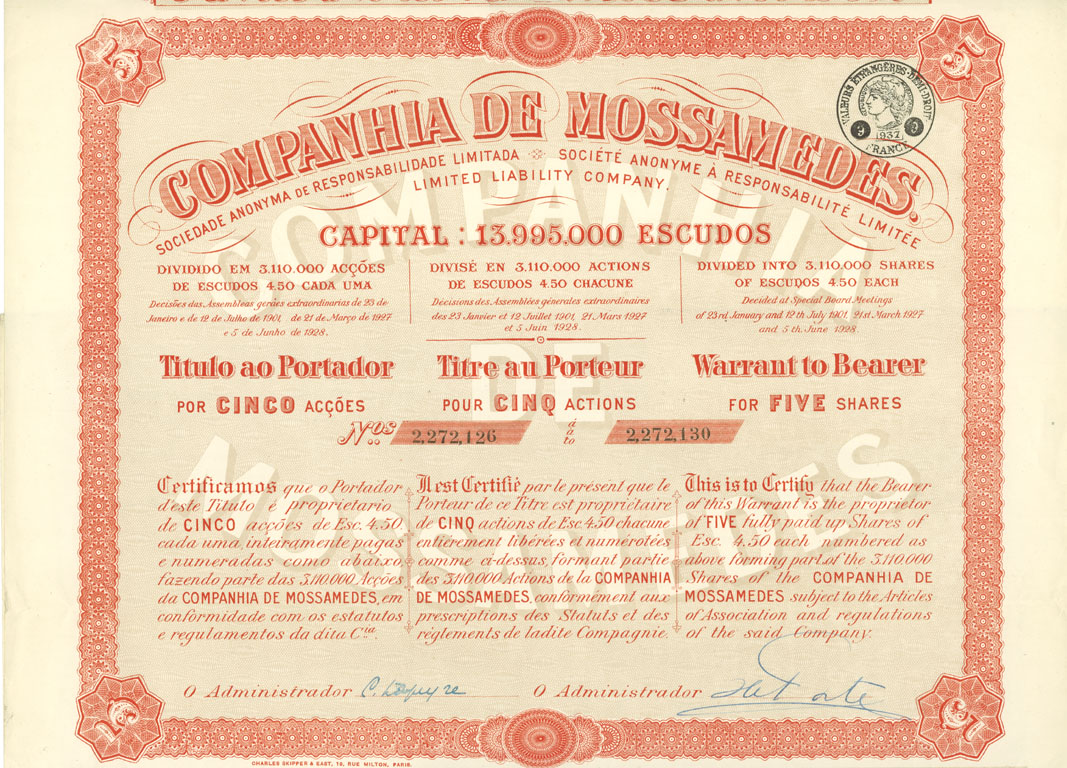 COMPANHIA DE MOSSAMEDES.
SOCIEDADE ANONYMA DE RESPONSABILIDADE LIMITADA SOCIÉTÉ ANONYME À RESPONSABILITÉ LIMITÉE
LIMITED LIABILITY COMPANY.
VALEURS ÉTRANGÈRES·DEMI-DROIT
9 9
1937
FRANCE
COMPANHIA
DE
MOSSAMEDES
CAPITAL : 13.995.000 ESCUDOS
DIVIDIDO EM 3.110.000 ACÇÕES
DE ESCUDOS 4.50 CADA UMA
Decisões das Assembleas geraes extraordinarias de 23 de
Janeiro e de 12 de Julho de 1901, de 21 de Março de 1927
e 5 de Junho de 1928.
DIVISÉ EN 3.110.000 ACTIONS
DE ESCUDOS 4.50 CHACUNE
Décisions des Assemblées générales extraordinaires
des 23 Janvier et 12 Juillet 1901, 21 Mars 1927
et 5 Juin 1928.
DIVIDED INTO 3.110.000 SHARES
OF ESCUDOS 4.50 EACH
Decided at Special Board Meetings
of 23rd January and 12th July 1901, 21st March 1927
and 5th June 1928.
Titulo ao Portador
POR CINCO ACÇÕES
Titre au Porteur
POUR CINQ ACTIONS
Warrant to Bearer
FOR FIVE SHARES
Nos 2,272,126 á à to 2,272,130
Certificamos que o Portador
d'este Titulo é proprietario
de CINCO acções de Esc. 4.50.
cada uma, inteiramente pagas
e numeradas como abaixo,
fazendo parte das 3.110.000 Acções
da COMPANHIA DE MOSSAMEDES, em
conformidade com os estatutos
e regulamentos da dita Cia.
Il est Certifié par le présent que le
Porteur de ce Titre est propriétaire
de CINQ actions de Esc. 4.50 chacune
entièrement libérées et numérotées
comme ci-dessus, formant partie
des 3.110.000 Actions de la COMPANHIA
DE MOSSAMEDES, conformément aux
prescriptions des Statuts et des
règlements de ladite Compagnie.
This is to Certify that the Bearer
of this Warrant is the proprietor
of FIVE fully paid up Shares of
Esc. 4.50 each numbered as
above forming part of the 3.110.000
Shares of the COMPANHIA DE
MOSSAMEDES subject to the Articles
of Association and regulations
of the said Company.
O Administrador
O Administrador
CHARLES SKIPPER & EAST, 10, RUE MILTON, PARIS.